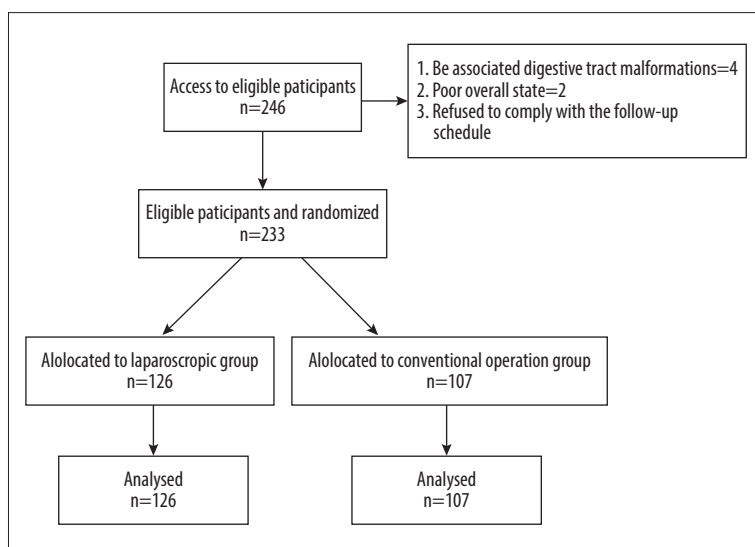 Access to eligible paticipants
n=246
1. Be associated digestive tract malformations=4
2. Poor overall state=2
3. Refused to comply with the follow-up
schedule
Eligible paticipants and randomized
n=233
Alolocated to laparoscropic group
n=126
Alolocated to conventional operation group
n=107
Analysed
n=126
Analysed
n=107